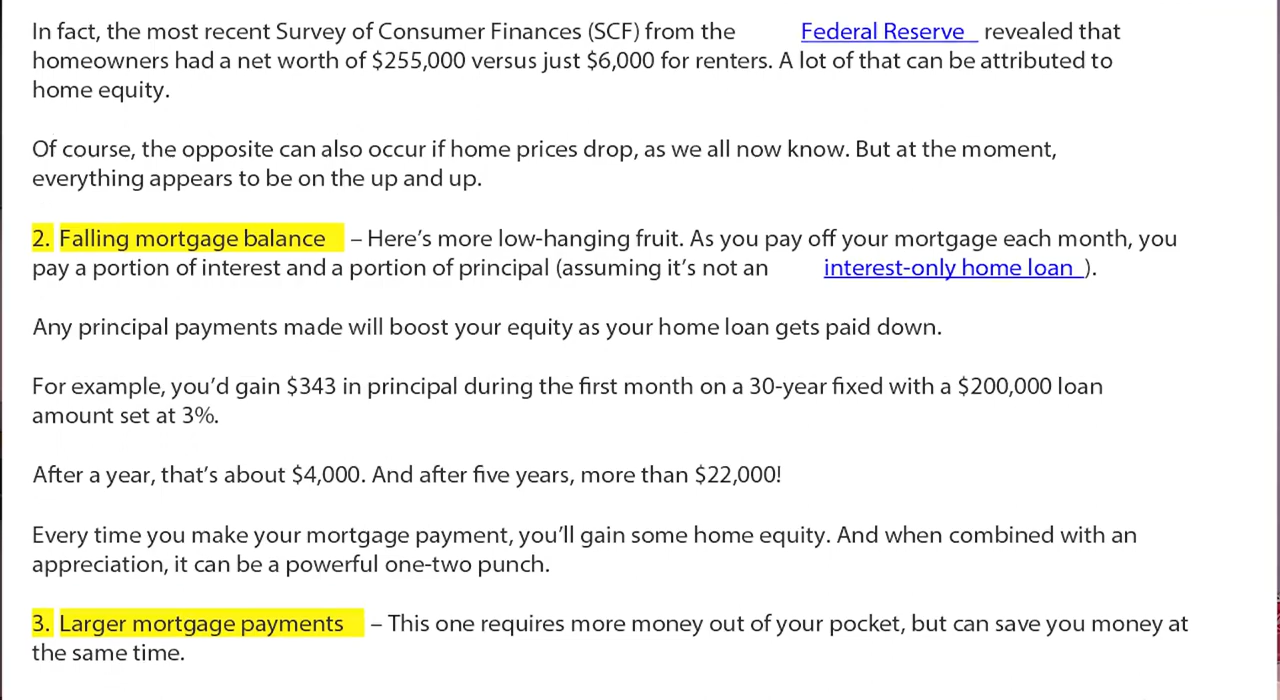 In fact, the most recent Survey of Consumer Finances (SCF) from the Federal Reserve revealed that
homeowners had a net worth of $255,000 versus just $6,000 for renters. A lot of that can be attributed to
home equity.
Of course, the opposite can also occur if home prices drop, as we all now know. But at the moment,
everything appears to be on the up and up.
2. Falling mortgage balance – Here’s more low-hanging fruit. As you pay off your mortgage each month, you
pay a portion of interest and a portion of principal (assuming it’s not an interest-only home loan ).
Any principal payments made will boost your equity as your home loan gets paid down.
For example, you’d gain $343 in principal during the first month on a 30-year fixed with a $200,000 loan
amount set at 3%.
After a year, that’s about $4,000. And after five years, more than $22,000!
Every time you make your mortgage payment, you’ll gain some home equity. And when combined with an
appreciation, it can be a powerful one-two punch.
3. Larger mortgage payments – This one requires more money out of your pocket, but can save you money at
the same time.